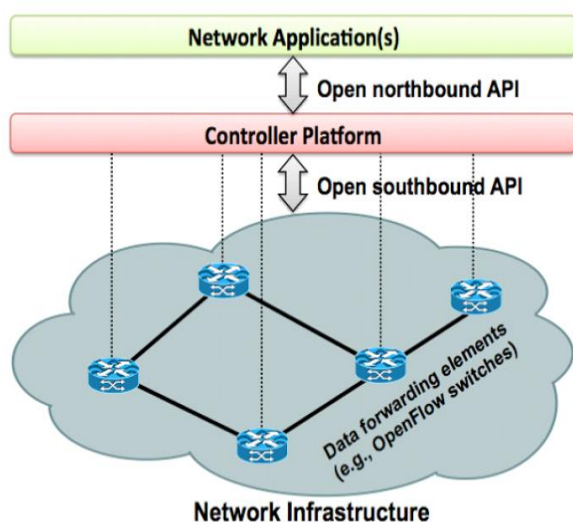 Network Application(s)
Open northbound API
Controller Platform
Open southbound API
Data forwarding elements
(e.g., OpenFlow switches)
Network Infrastructure